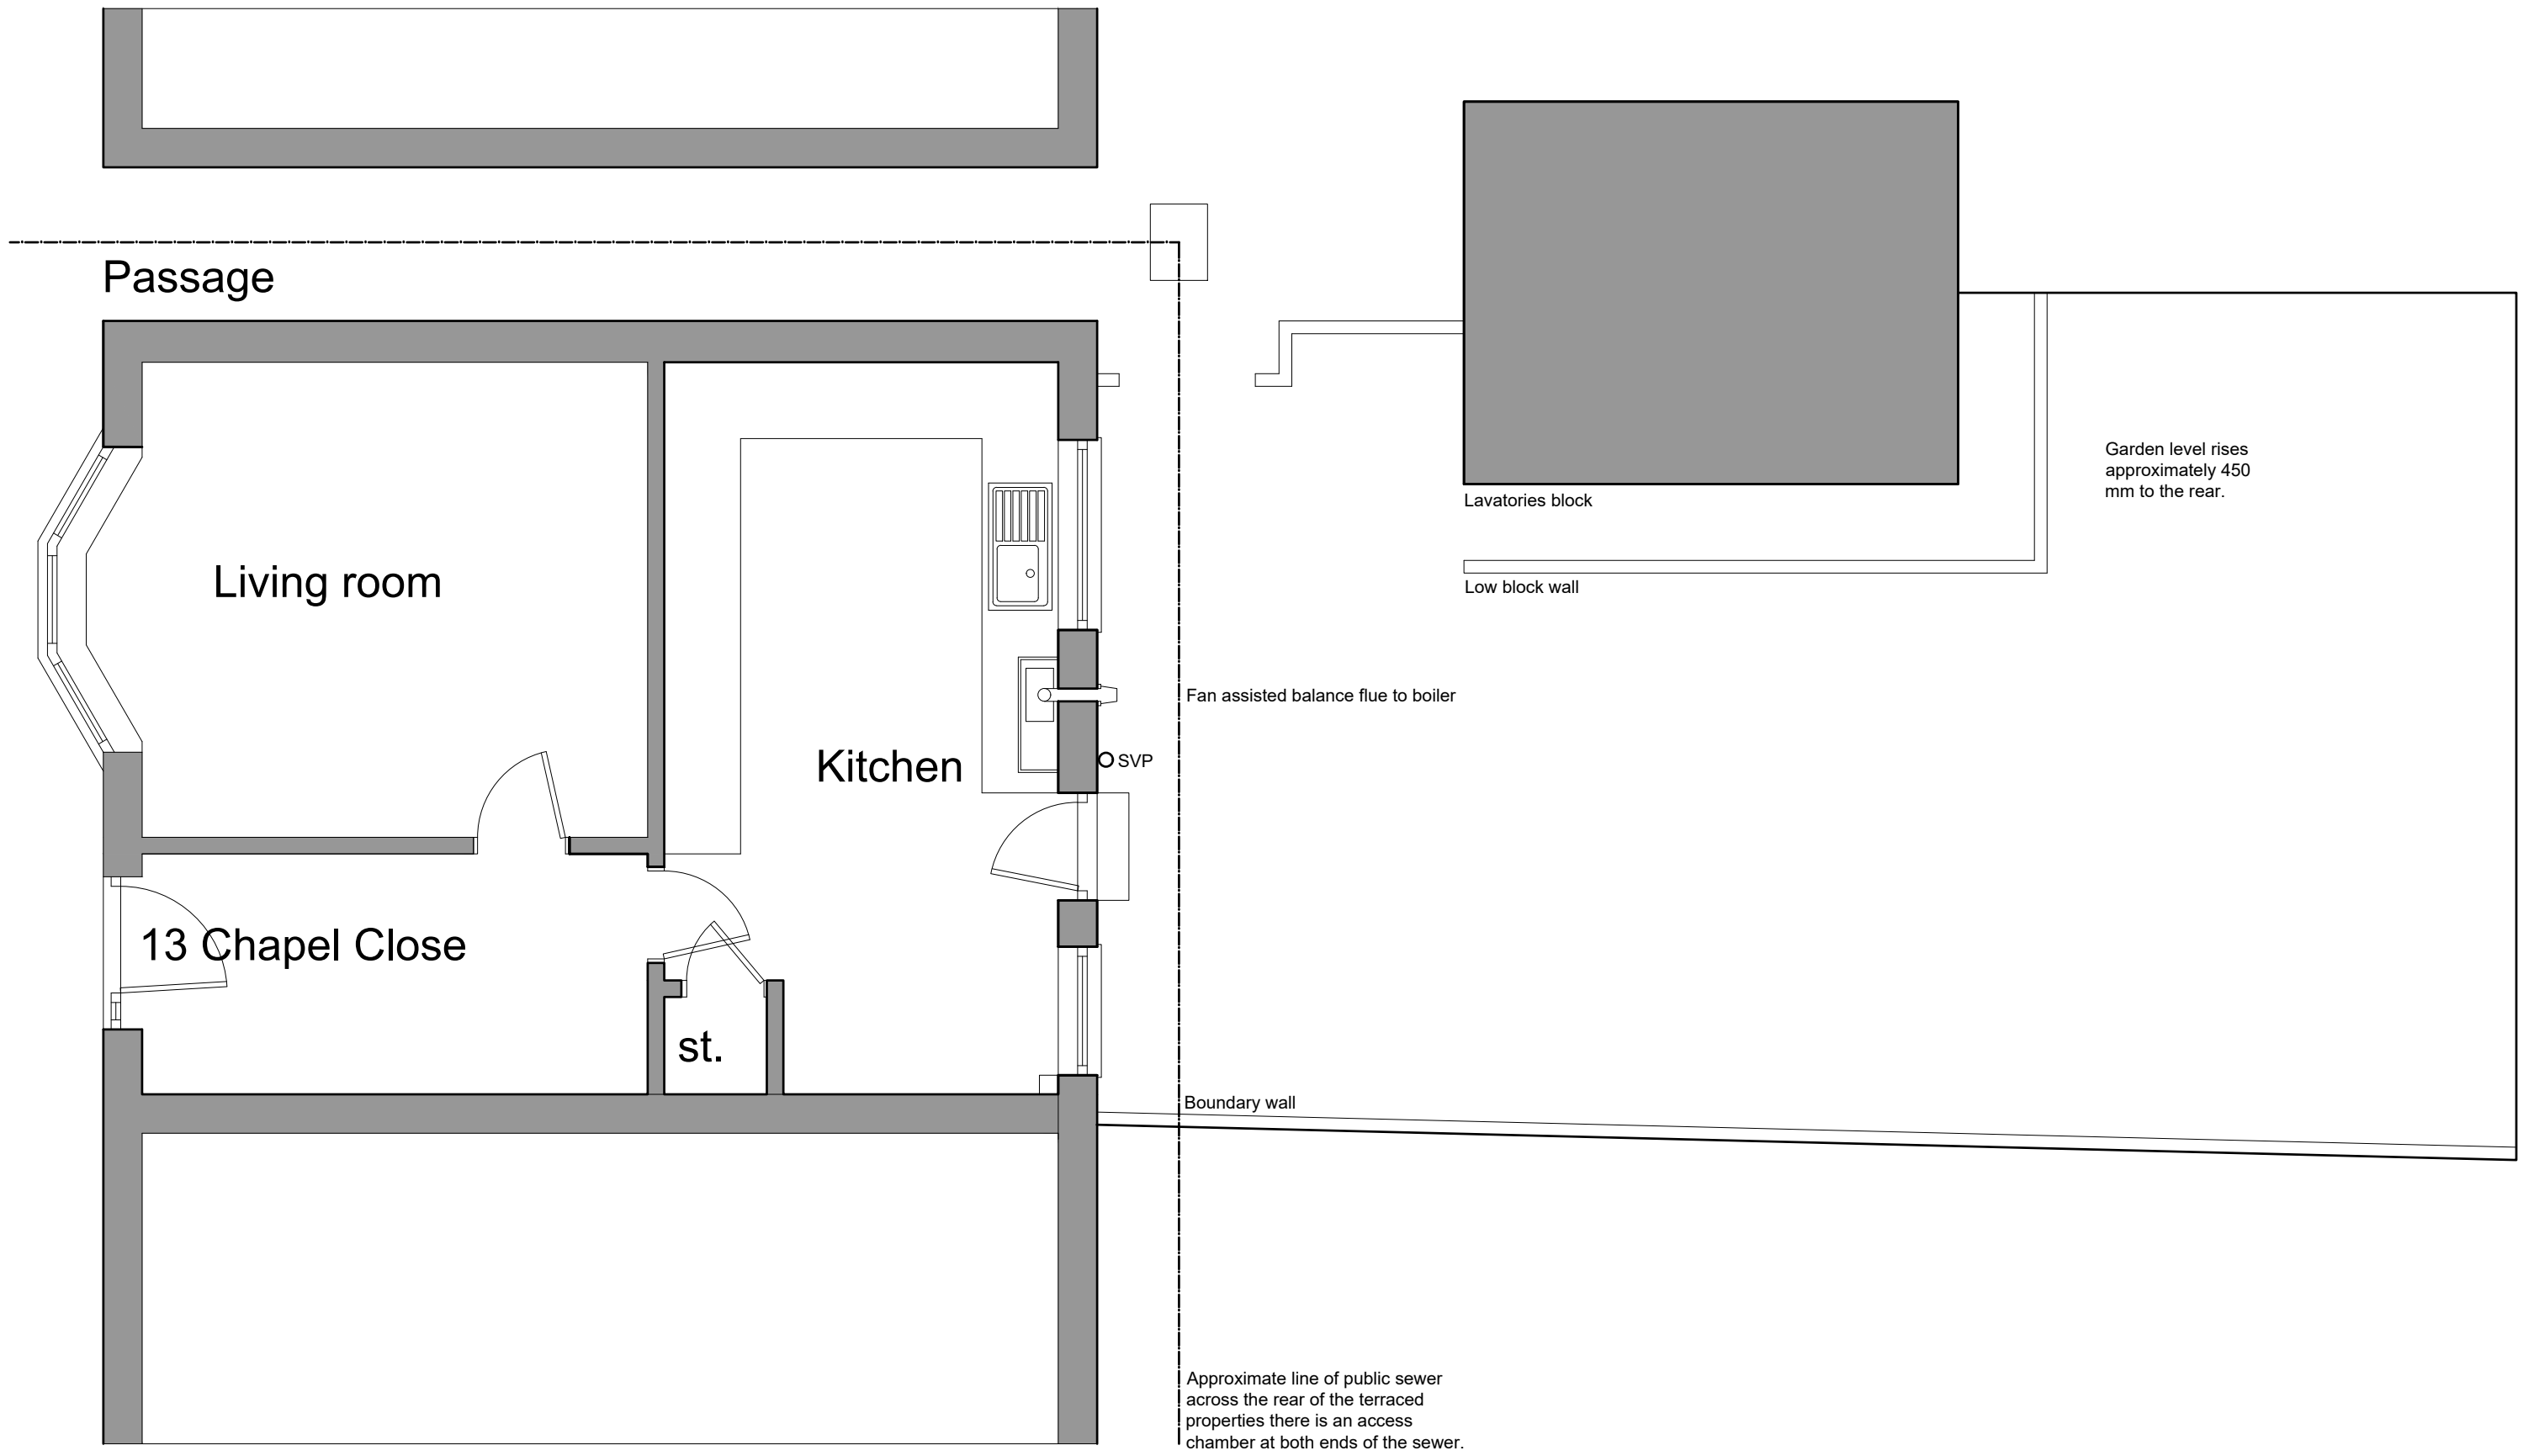 Passage
Garden level rises
approximately 450
mm to the rear.
Lavatories block
Living room
Low block wall
Fan assisted balance flue to boiler
Kitchen
SVP
13 Chapel Close
st.
Boundary wall
Approximate line of public sewer
across the rear of the terraced
properties there is an access
chamber at both ends of the sewer.